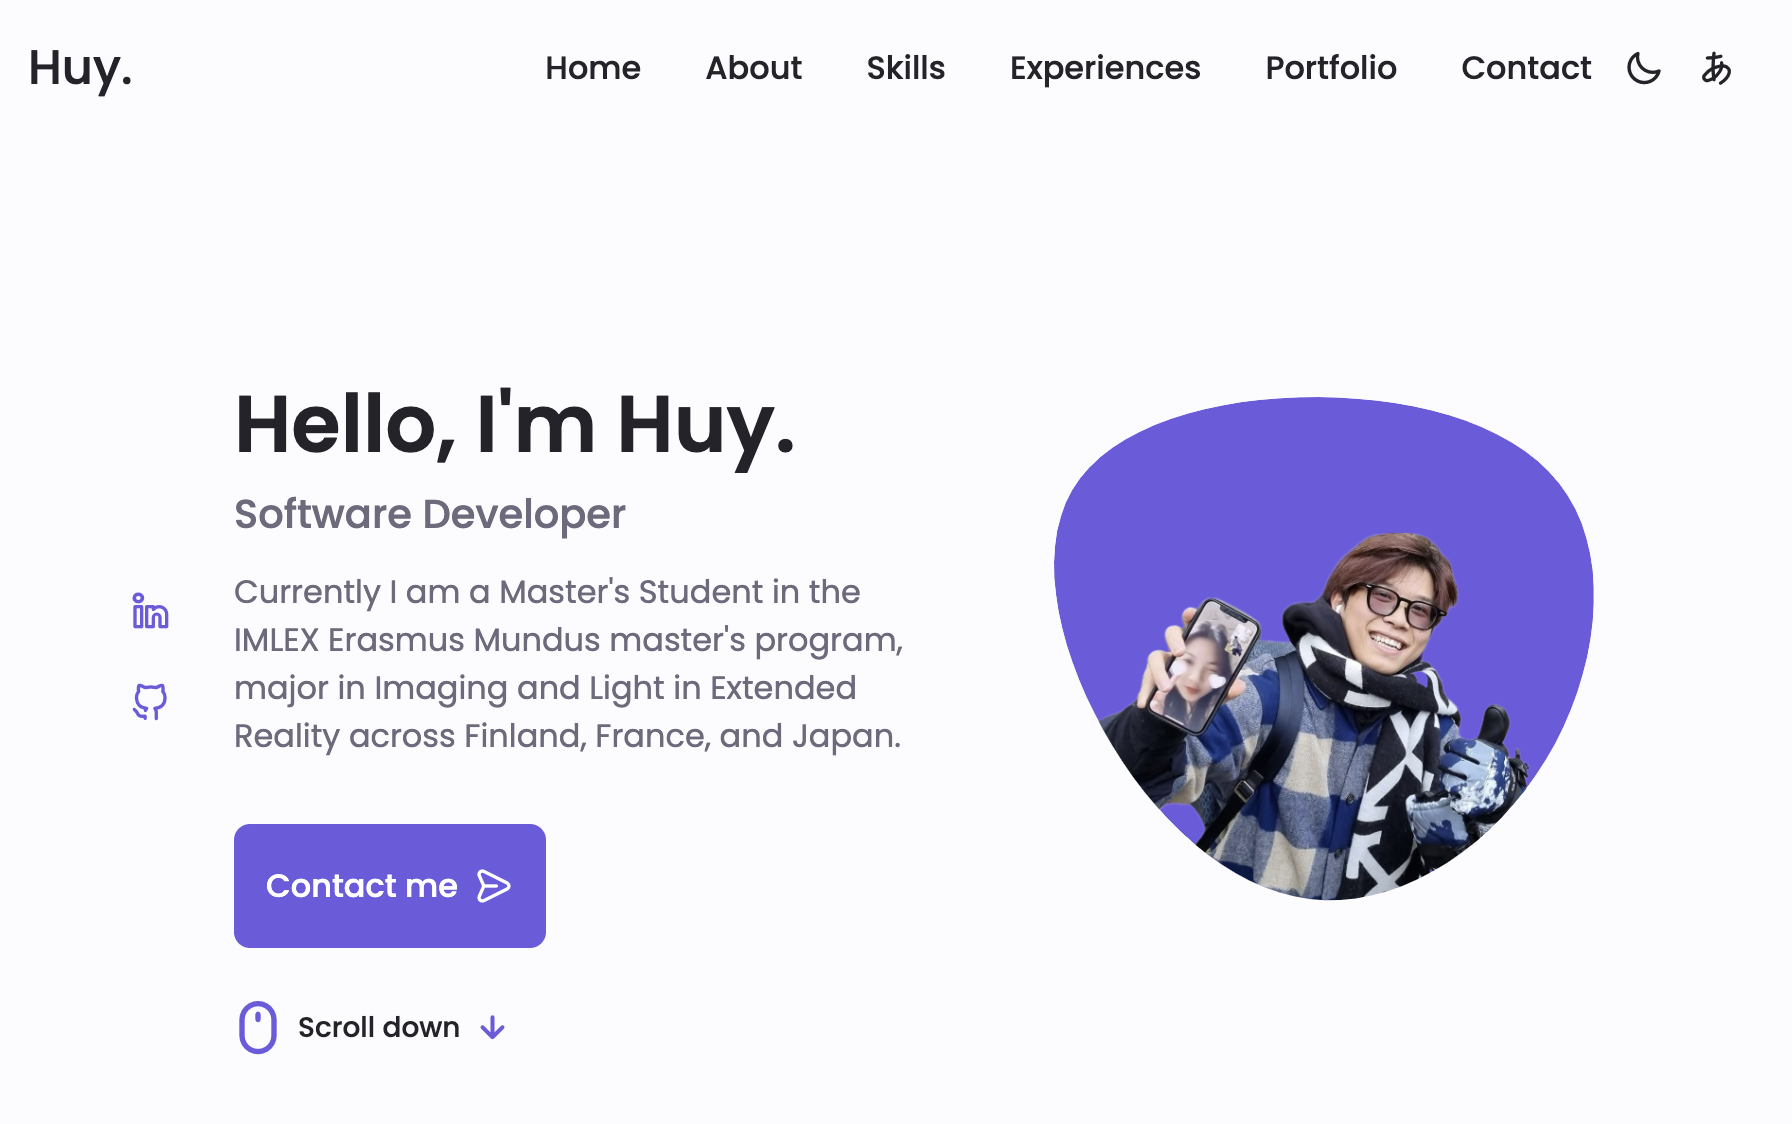 Huy.
Home About Skills Experiences Portfolio Contact あ
Hello, I'm Huy.
Software Developer
Currently I am a Master's Student in the
IMLEX Erasmus Mundus master's program,
major in Imaging and Light in Extended
Reality across Finland, France, and Japan.
in
Contact me
Scroll down